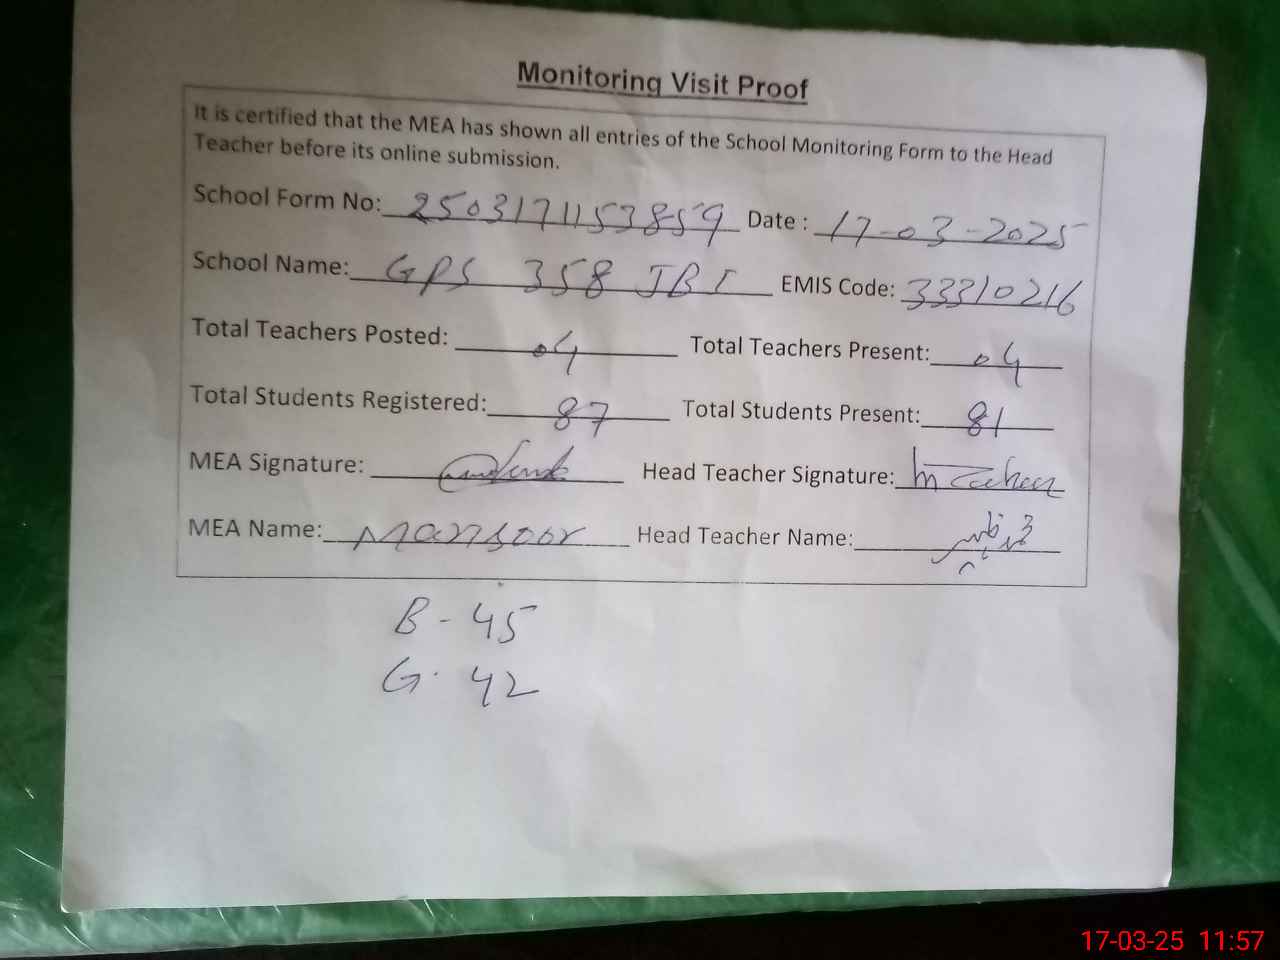 Monitoring Visit Proof
It is certified that the MEA has shown all entries of the School Monitoring Form to the Head
Teacher before its online submission.
School Form No: 2503171153859 Date : 17-03-2025
School Name: GPS 358 JB I EMIS Code: 33310216
Total Teachers Posted: 04 Total Teachers Present: 04
Total Students Registered: 87 Total Students Present: 81
MEA Signature: Head Teacher Signature:
MEA Name: Mansoor Head Teacher Name:
B - 45
G. 42
17-03-25 11:57